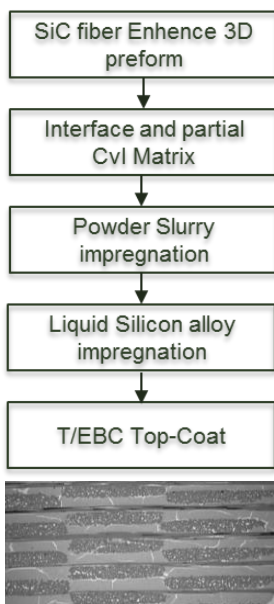 SiC fiber Enhence 3D
preform
Interface and partial
CvI Matrix
Powder Slurry
impregnation
Liquid Silicon alloy
impregnation
T/EBC Top-Coat